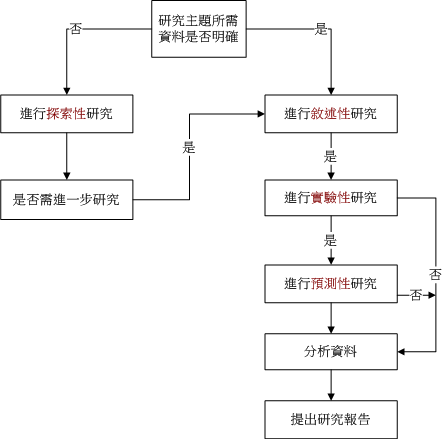 研究主題所需
資料是否明確
否
是
進行探索性研究
進行敘述性研究
是
是
是否需進一步研究
進行實驗性研究
是
否
進行預測性研究
否
分析資料
提出研究報告